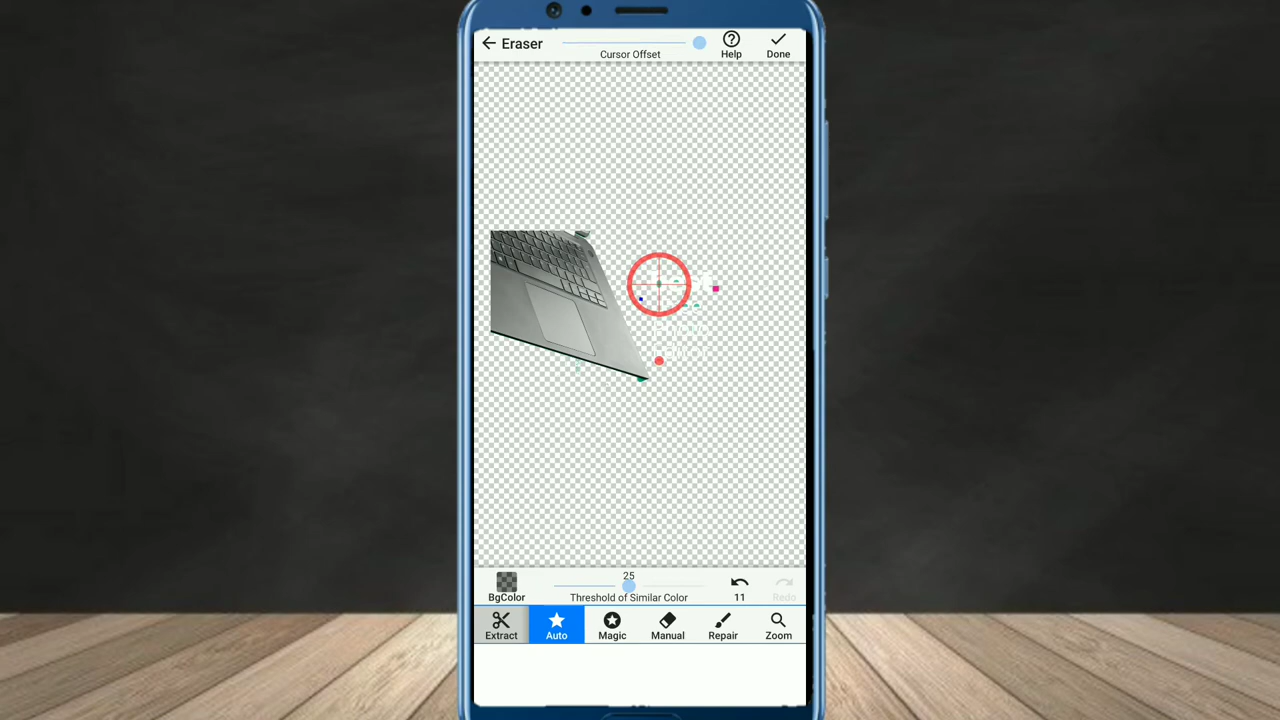 Eraser
Cursor Offset
Help
Done
Photo
25
BgColor
Threshold of Similar Color
11
Redo
Extract
Auto
Magic
Manual
Repair
Zoom